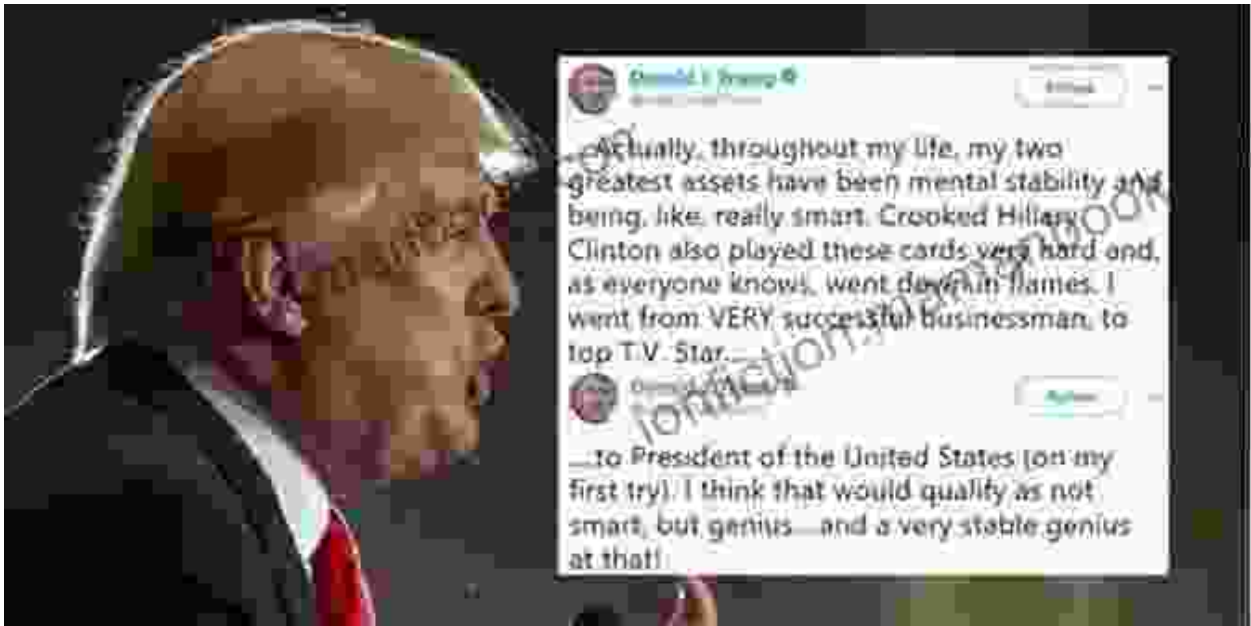 Donald J. Trump
...Actually, throughout my life, my two
greatest assets have been mental stability and
being, like, really smart. Crooked Hillary
Clinton also played these cards very hard and,
as everyone knows, went down in flames. I
went from VERY successful businessman, to
top T.V. Star.....
....to President of the United States (on my
first try). I think that would qualify as not
smart, but genius....and a very stable genius
at that!